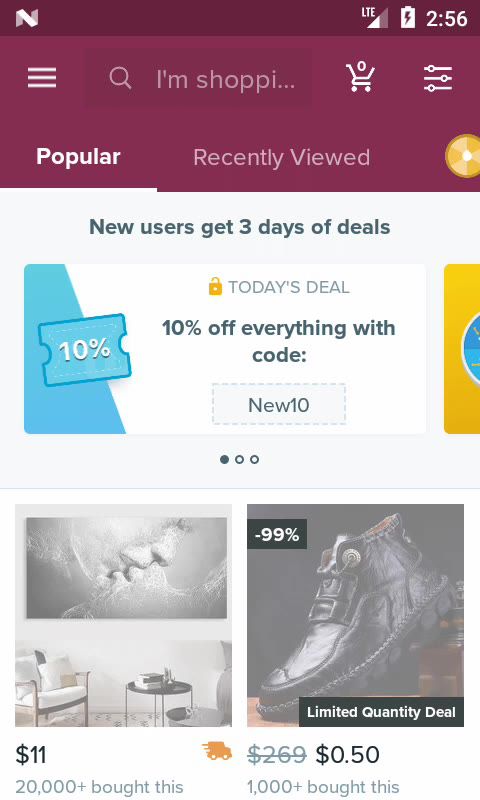 LTE 2:56
I'm shoppi...
0
Popular
Recently Viewed
New users get 3 days of deals
TODAY'S DEAL
10%
10% off everything with
code:
New10
-99%
Limited Quantity Deal
$11
$269 $0.50
20,000+ bought this
1,000+ bought this